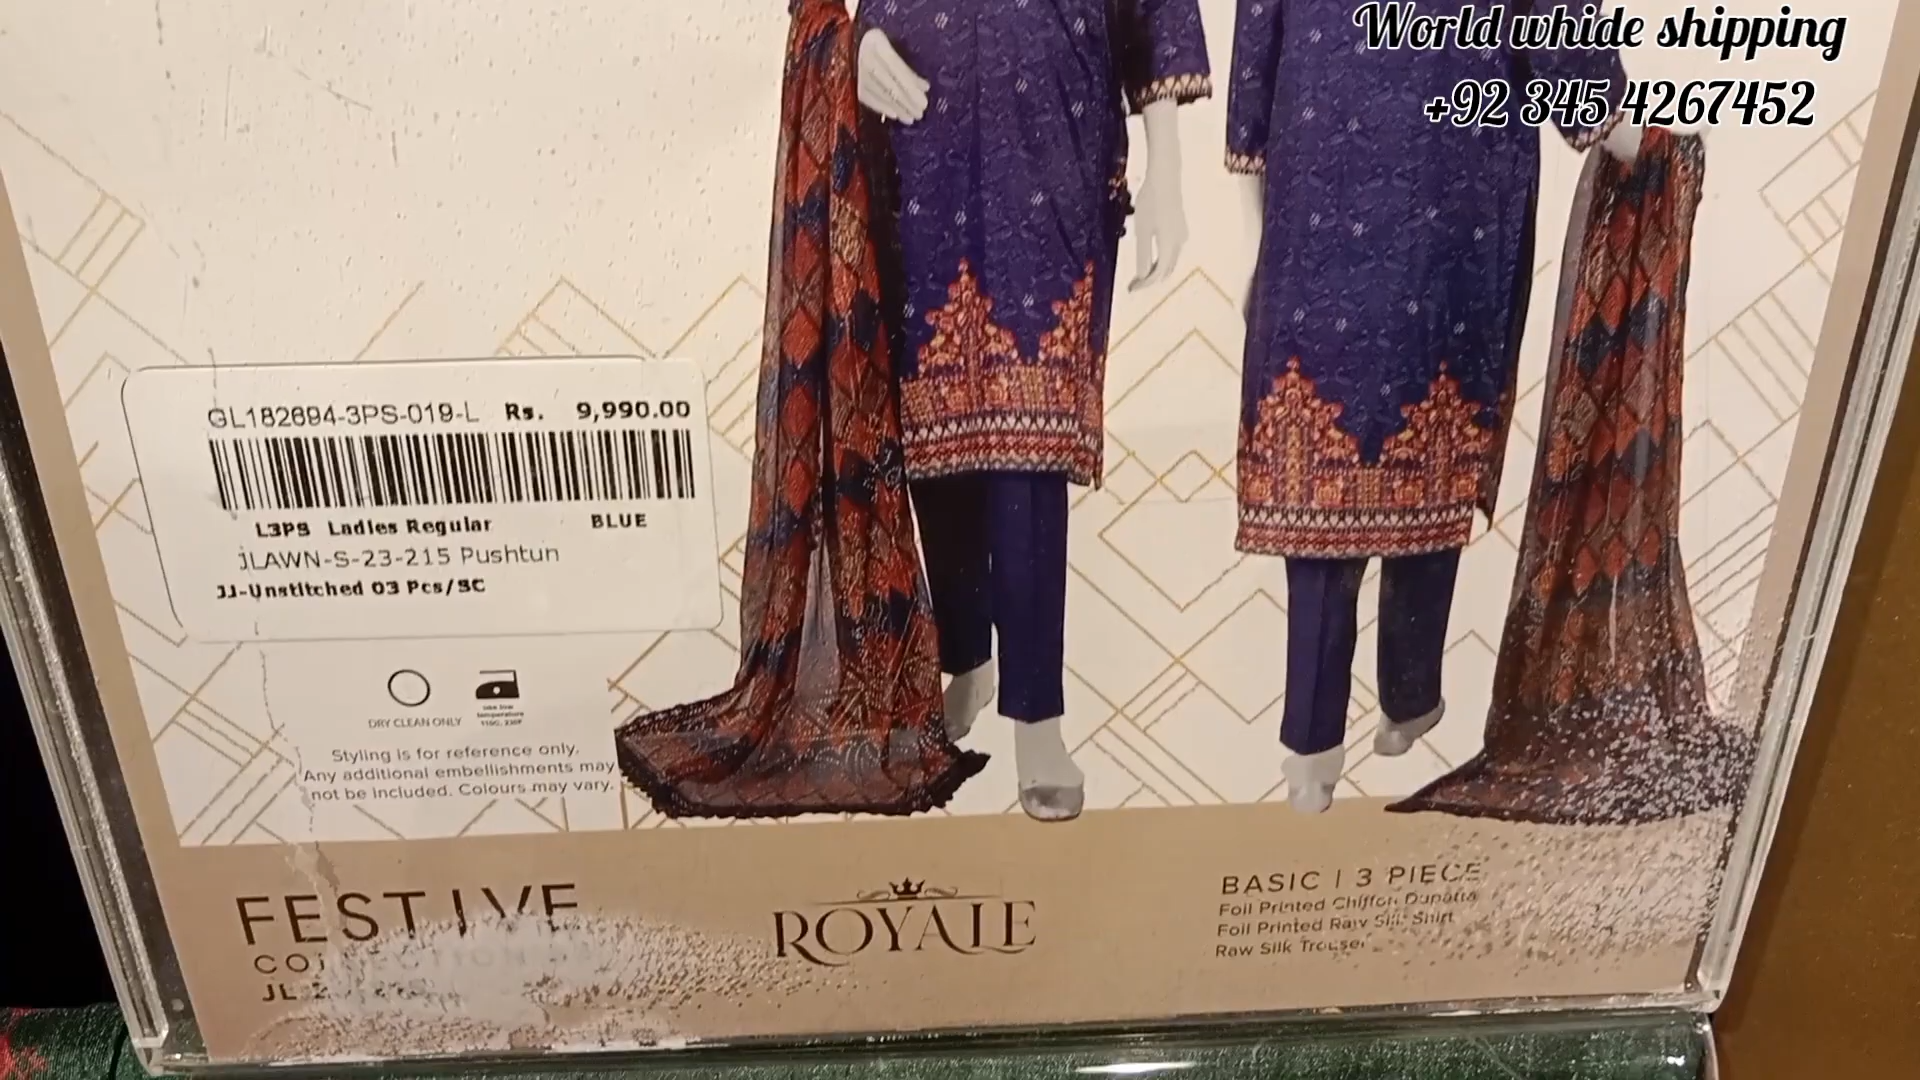 World whide shipping
+92 345 4267452
GL182694-3PS-019-L Rs. 9,990.00
L3PS Ladies Regular BLUE
jLAWN-S-23-215 Pushtun
JJ-Unstitched 03 Pcs/SC
DRY CLEAN ONLY
use low
temperature
Styling is for reference only.
Any additional embellishments may
not be included. Colours may vary.
FESTIVE
ROYALE
BASIC | 3 PIECE
Foil Printed Chiffon Dupatta
Foil Printed Raw Silk Shirt
Raw Silk Trouser